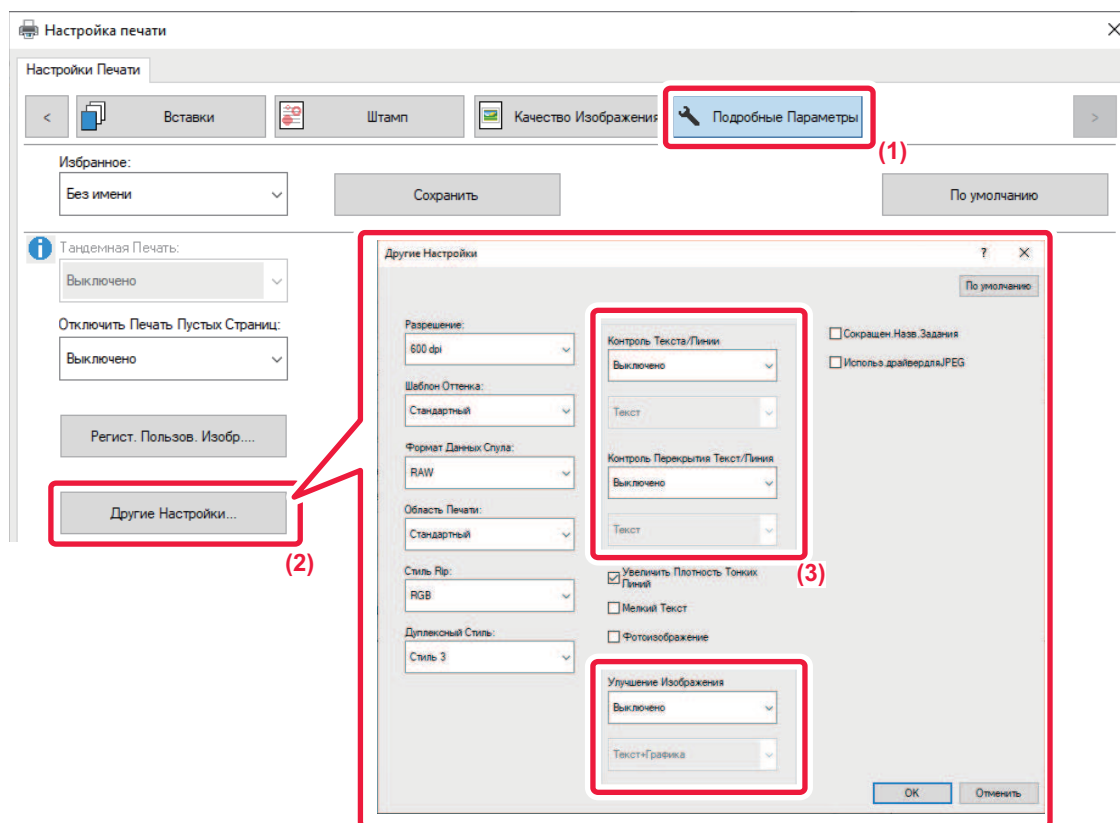 Настройка печати
Настройки Печати
< Вставки Штамп Качество Изображения Подробные Параметры >
(1)
Избранное:
Без имени Сохранить По умолчанию
Тандемная Печать:
Выключено
Отключить Печать Пустых Страниц:
Выключено
Регист. Пользов. Изобр....
Другие Настройки...
(2)
Другие Настройки ?
По умолчанию
Разрешение:
600 dpi
Шаблон Оттенка:
Стандартный
Формат Данных Спула:
RAW
Область Печати:
Стандартный
Стиль Rip:
RGB
Дуплексный Стиль:
Стиль 3
Контроль Текста/Линии
Выключено
Текст
Контроль Перекрытия Текст/Линия
Выключено
Текст
(3)
Увеличить Плотность Тонких
Линий
Мелкий Текст
Фотоизображение
Улучшение Изображения
Выключено
Текст+Графика
Сокращен.Назв.Задания
Использ.драйвердляJPEG
OK Отменить